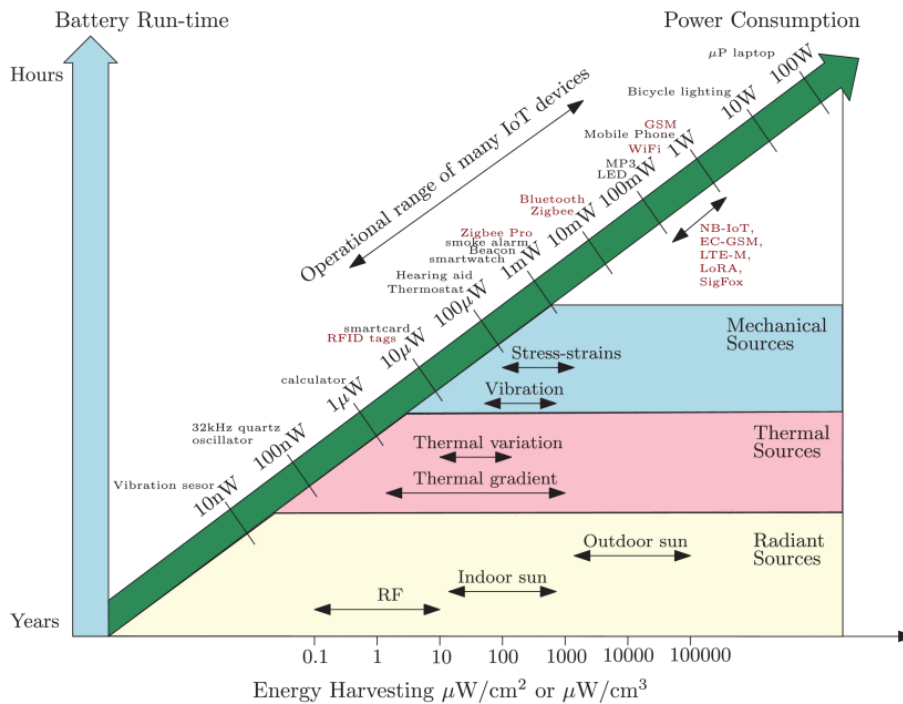 Battery Run-time
Power Consumption
Hours
Years
Operational range of many IoT devices
μP laptop
100W
Bicycle lighting
10W
GSM
Mobile Phone
WiFi
1W
MP3
LED
100mW
Bluetooth
Zigbee
10mW
Zigbee Pro
smoke alarm
Beacon
smartwatch
1mW
Hearing aid
Thermostat
100μW
smartcard
RFID tags
10μW
calculator
1μW
32kHz quartz
oscillator
100nW
Vibration sesor
10nW
NB-IoT,
EC-GSM,
LTE-M,
LoRA,
SigFox
Mechanical
Sources
Stress-strains
Vibration
Thermal
Sources
Thermal variation
Thermal gradient
Radiant
Sources
Outdoor sun
Indoor sun
RF
0.1 1 10 100 1000 10000 100000
Energy Harvesting μW/cm² or μW/cm³